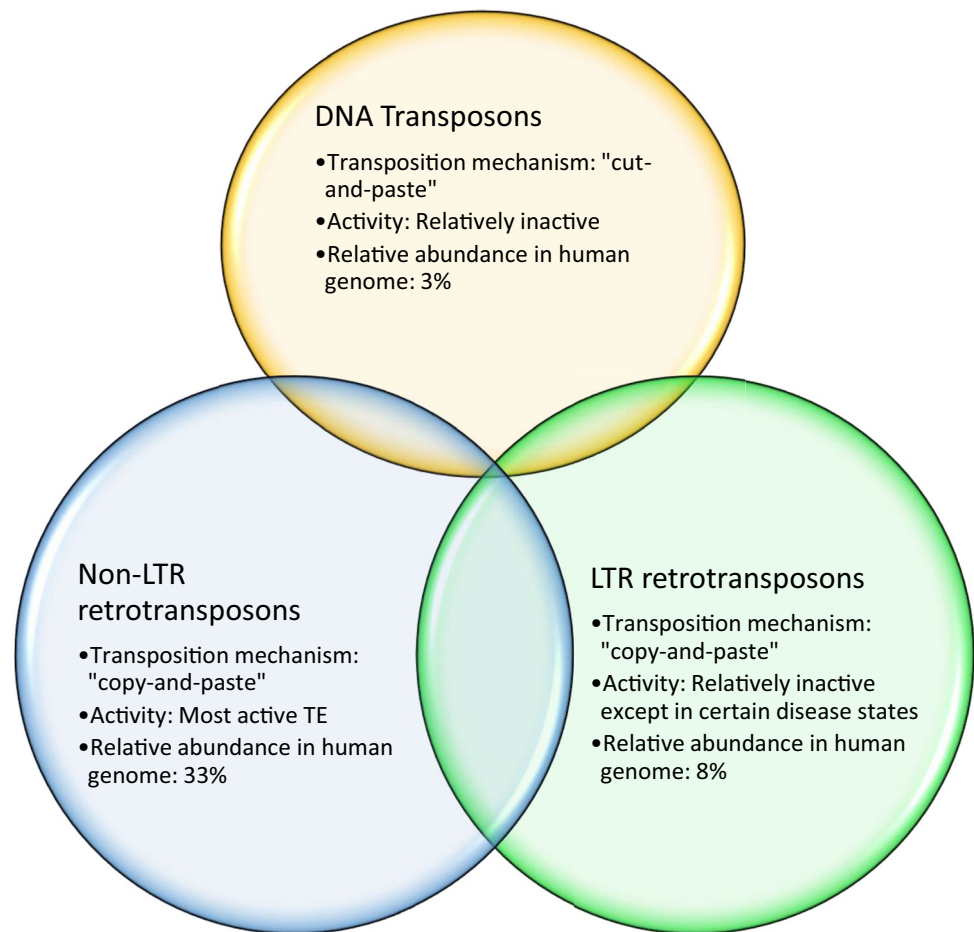 DNA Transposons
•Transposition mechanism: "cut-
and-paste"
•Activity: Relatively inactive
•Relative abundance in human
genome: 3%
Non-LTR
retrotransposons
•Transposition mechanism:
"copy-and-paste"
•Activity: Most active TE
•Relative abundance in human
genome: 33%
LTR retrotransposons
•Transposition mechanism:
"copy-and-paste"
•Activity: Relatively inactive
except in certain disease states
•Relative abundance in human
genome: 8%